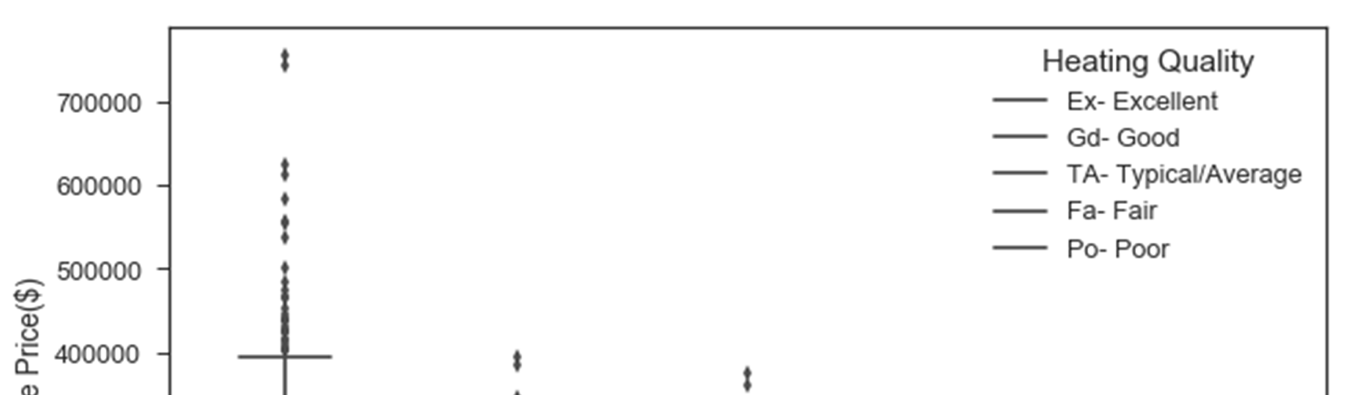 Heating Quality
Ex- Excellent
Gd- Good
TA- Typical/Average
Fa- Fair
Po- Poor
700000
600000
500000
400000
e Price($)